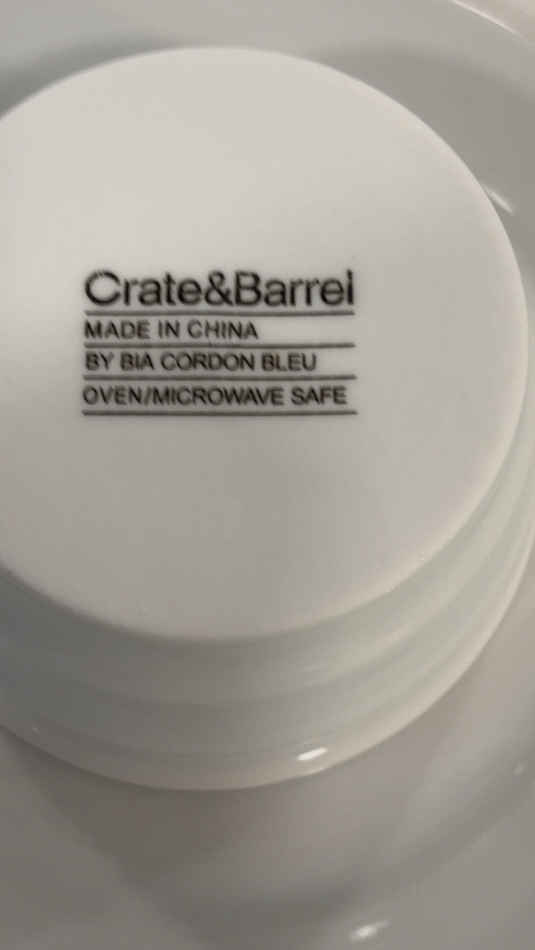 Crate&Barrel
MADE IN CHINA
BY BIA CORDON BLEU
OVEN/MICROWAVE SAFE